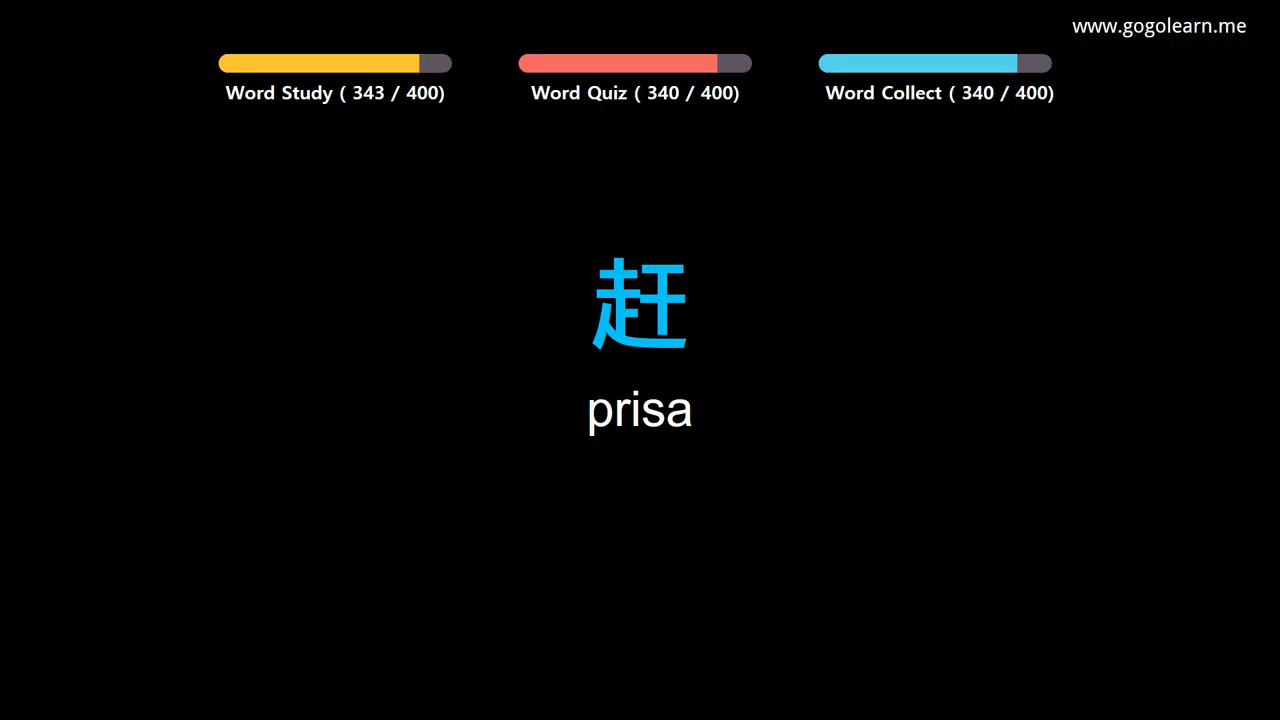 www.gogolearn.me
Word Study ( 343 / 400)
Word Quiz ( 340 / 400)
Word Collect ( 340 / 400)
赶
prisa